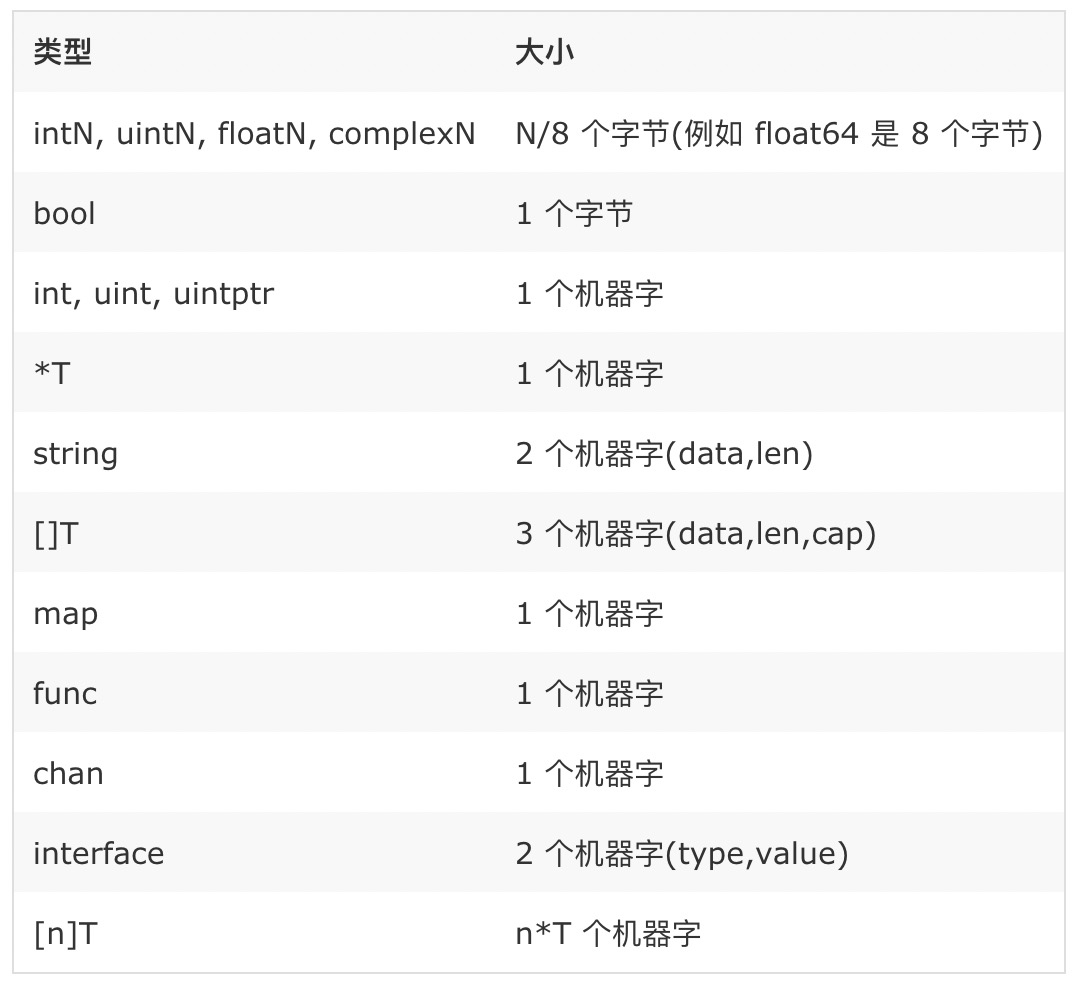 类型 大小
intN, uintN, floatN, complexN N/8 个字节(例如 float64 是 8 个字节)
bool 1 个字节
int, uint, uintptr 1 个机器字
*T 1 个机器字
string 2 个机器字(data,len)
[]T 3 个机器字(data,len,cap)
map 1 个机器字
func 1 个机器字
chan 1 个机器字
interface 2 个机器字(type,value)
[n]T n*T 个机器字